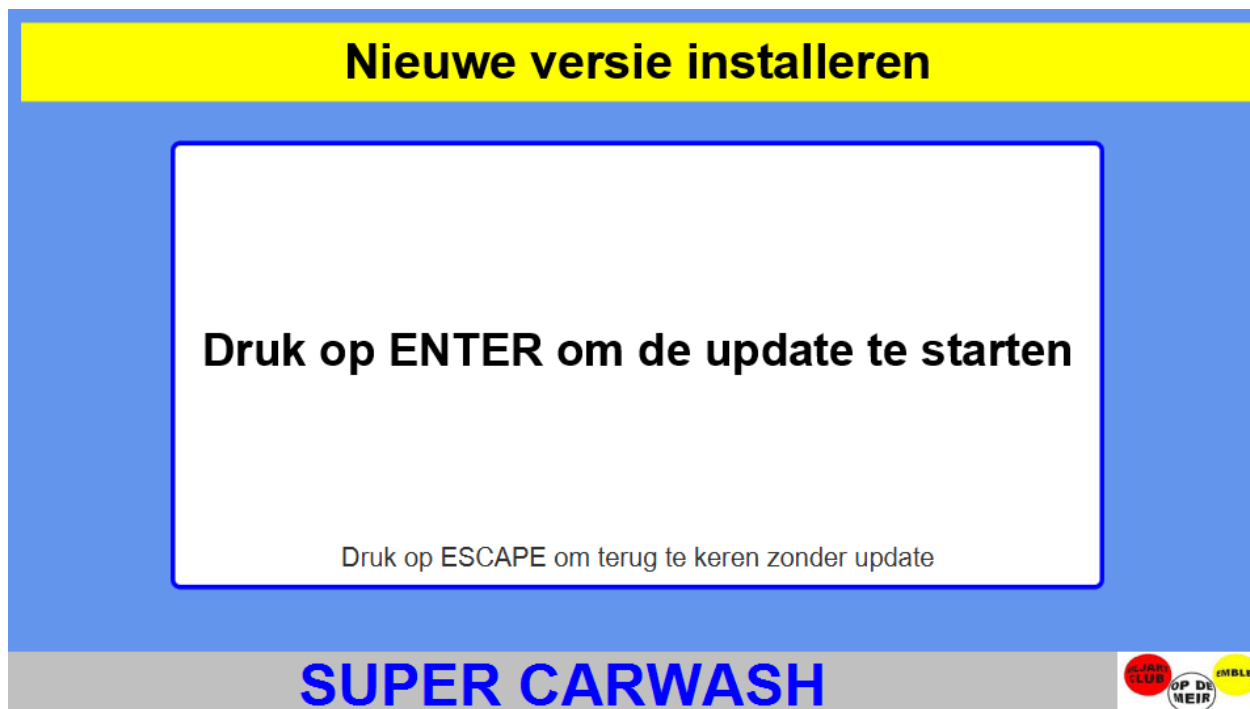 Nieuwe versie installeren
Druk op ENTER om de update te starten
Druk op ESCAPE om terug te keren zonder update
SUPER CARWASH
CLUB
OP DE
MEIR